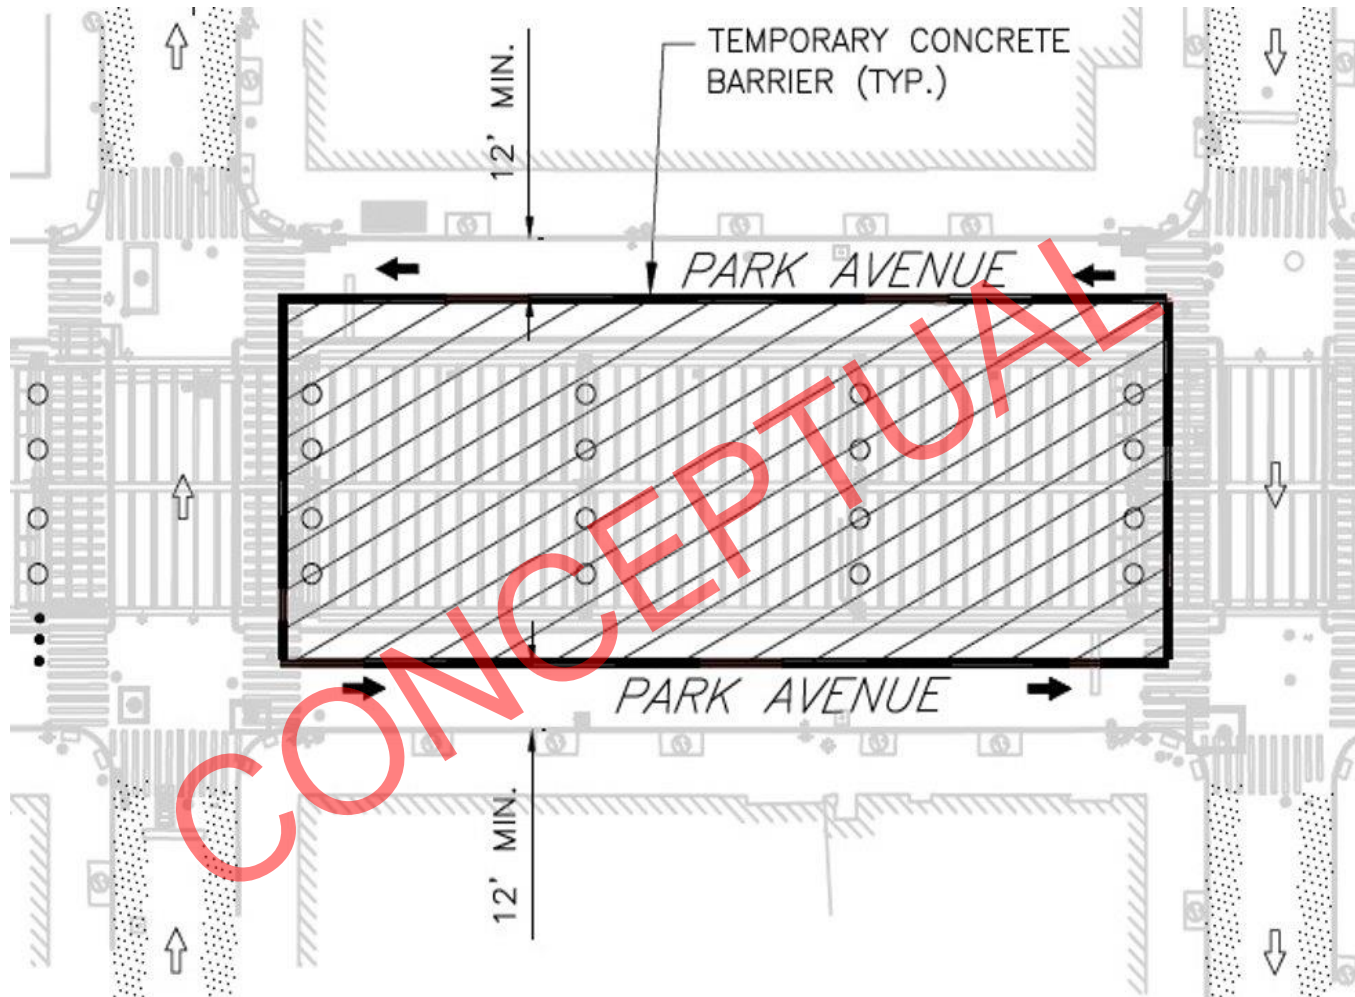 TEMPORARY CONCRETE
BARRIER (TYP.)
12' MIN.
PARK AVENUE
CONCEPTUAL
PARK AVENUE
12' MIN.